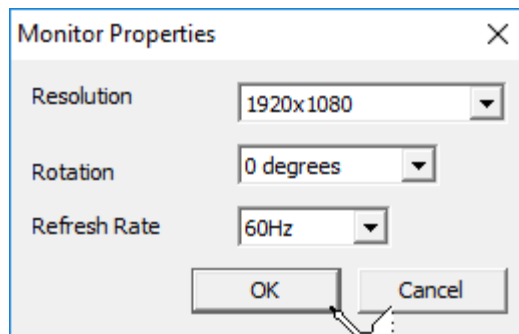 Monitor Properties
Resolution 1920x1080
Rotation 0 degrees
Refresh Rate 60Hz
OK Cancel